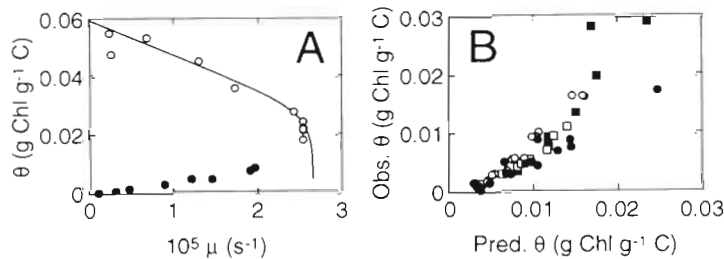 A
0.06
0.04
0.02
0
θ (g Chl g⁻¹ C)
0
1
2
3
10⁵ μ (s⁻¹)
B
0.03
0.02
0.01
0
Obs. θ (g Chl g⁻¹ C)
0.01
0.02
0.03
Pred. θ (g Chl g⁻¹ C)